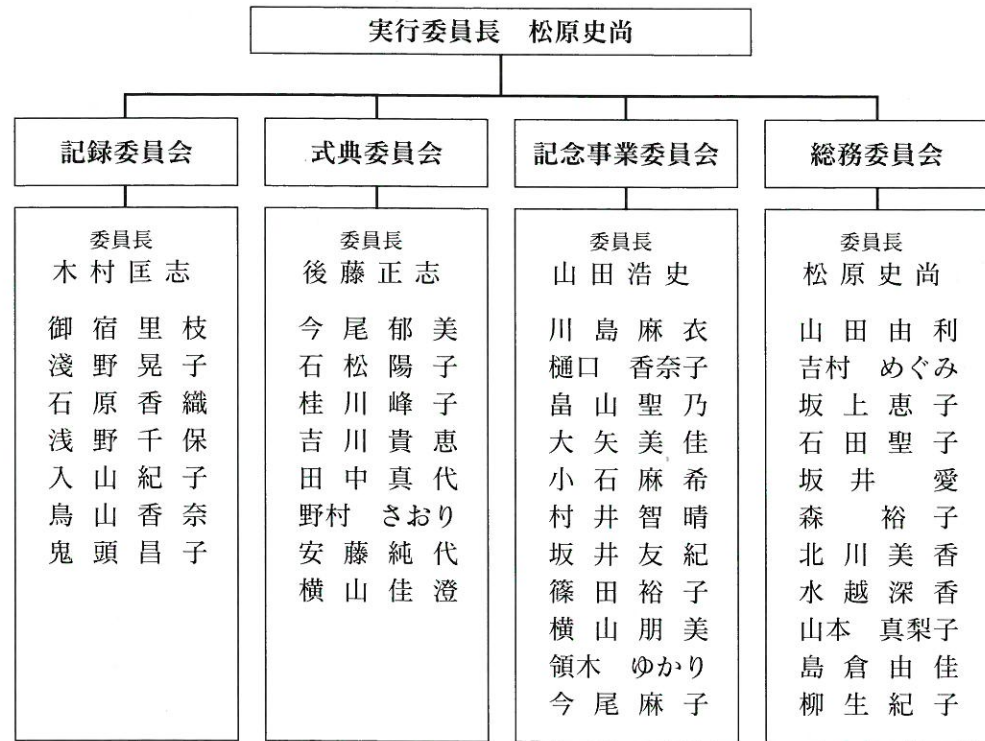 実行委員長　松原史尚
記録委員会
委員長
木村匡志
御宿里枝
淺野晃子
石原香織
浅野千保
入山紀子
鳥山香奈
鬼頭昌子
式典委員会
委員長
後藤正志
今尾郁美
石松陽子
桂川峰子
吉川貴恵
田中真代
野村　さおり
安藤純代
横山佳澄
記念事業委員会
委員長
山田浩史
川島麻衣
樋口　香奈子
畠山聖乃
大矢美佳
小石麻希
村井智晴
坂井友紀
篠田裕子
横山朋美
領木　ゆかり
今尾麻子
総務委員会
委員長
松原史尚
山田由利
吉村　めぐみ
坂上恵子
石田聖子
坂井　愛
森　裕子
北川美香
水越深香
山本　真梨子
島倉由佳
柳生紀子